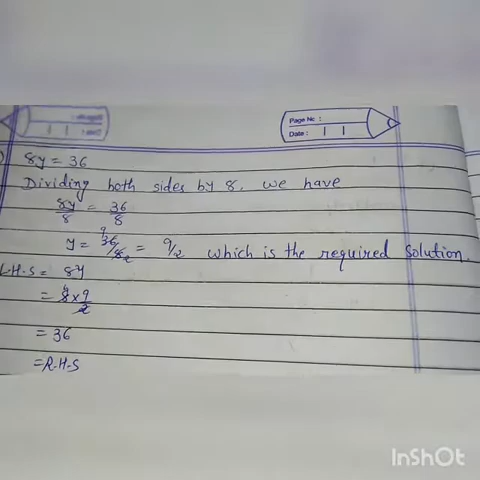 Page No :
Date :
8y = 36
Dividing both sides by 8, we have
8y/8 = 36/8
y = 36/8 = 9/2 which is the required solution.
L.H.S = 8y
= 8 x 9/2
= 36
= R.H.S
InShOt